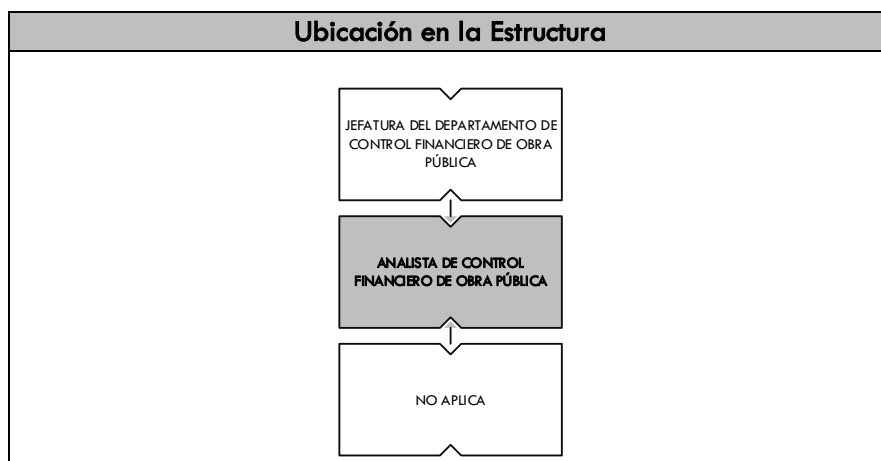 Ubicación en la Estructura
JEFATURA DEL DEPARTAMENTO DE
CONTROL FINANCIERO DE OBRA
PÚBLICA
ANALISTA DE CONTROL
FINANCIERO DE OBRA PÚBLICA
NO APLICA